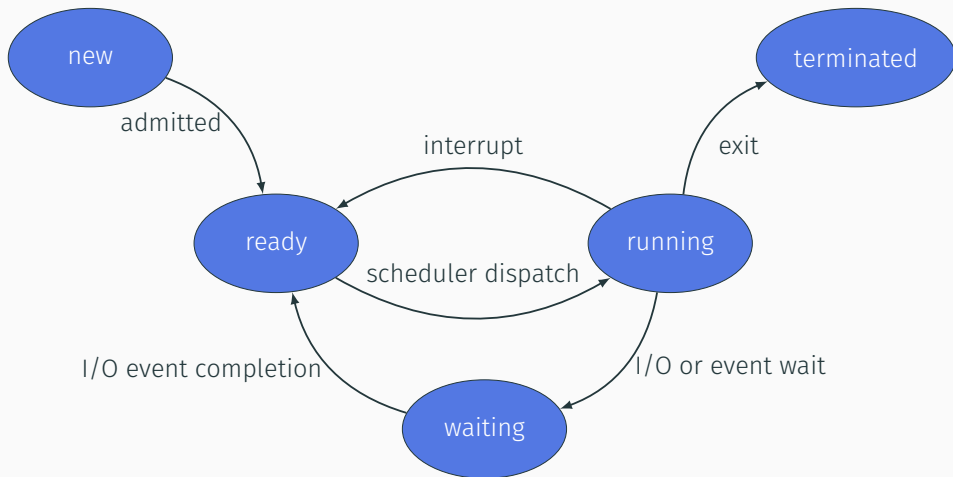 new
terminated
admitted
interrupt
exit
ready
running
scheduler dispatch
I/O event completion
I/O or event wait
waiting